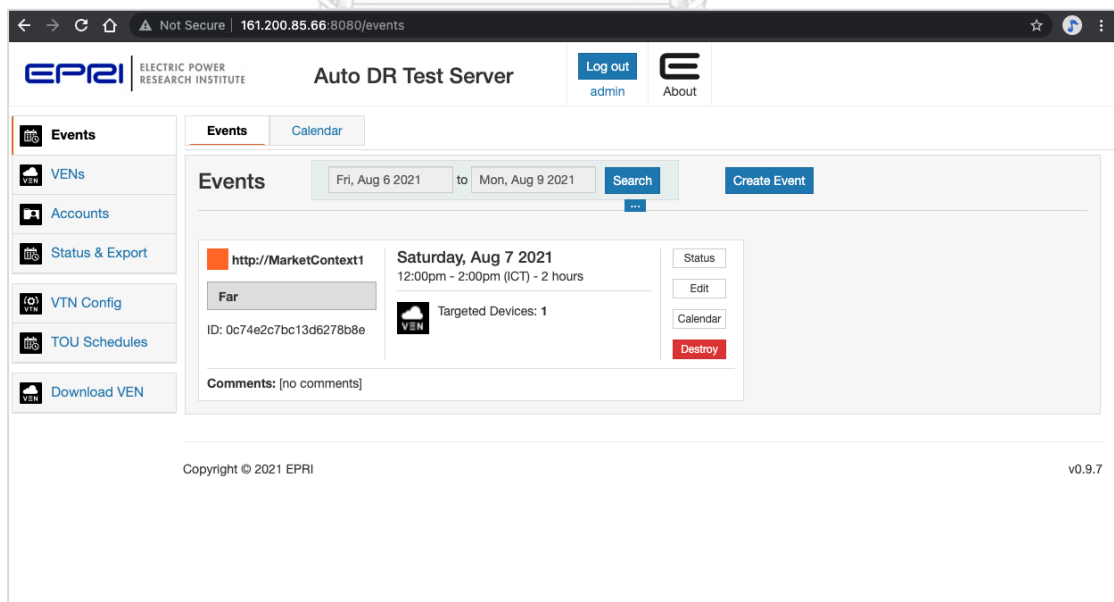 Not Secure | 161.200.85.66:8080/events
EPRI
ELECTRIC POWER
RESEARCH INSTITUTE
Auto DR Test Server
Log out
admin
About
Events
VENs
Accounts
Status & Export
VTN Config
TOU Schedules
Download VEN
Events
Calendar
Events
Fri, Aug 6 2021 to Mon, Aug 9 2021
Search
...
Create Event
http://MarketContext1
Far
ID: 0c74e2c7bc13d6278b8e
Saturday, Aug 7 2021
12:00pm - 2:00pm (ICT) - 2 hours
VEN
Targeted Devices: 1
Status
Edit
Calendar
Destroy
Comments: [no comments]
Copyright © 2021 EPRI
v0.9.7